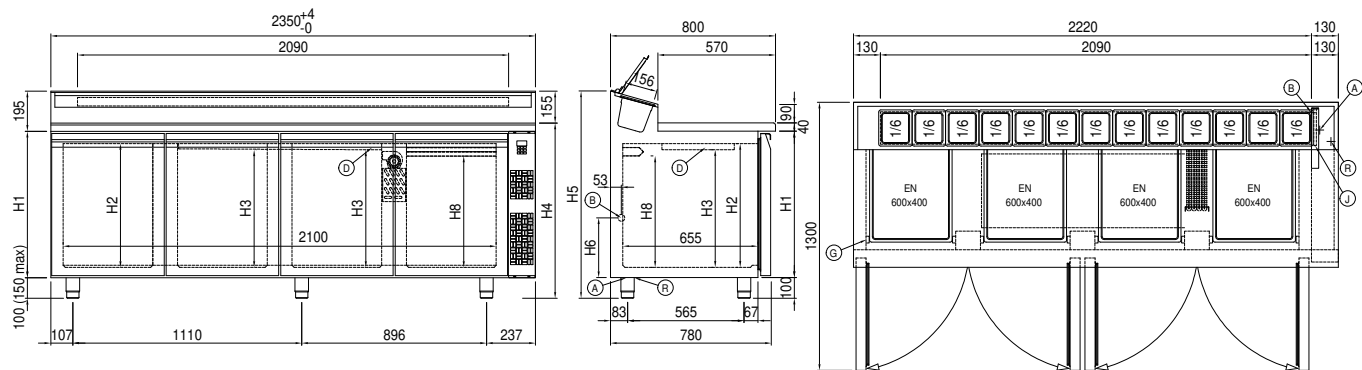 2350 +4 -0
2090
195
155
H1
H2
H3
D
H3
H8
H4
2100
100 (150 max)
107
1110
896
237
800
570
156
90
40
H5
53
B
H6
H8
D
H3
H2
H1
655
A
R
100
83
565
67
780
2220
130
130
2090
130
B
A
1/6
1/6
1/6
1/6
1/6
1/6
1/6
1/6
1/6
1/6
1/6
1/6
1/6
R
J
EN
600x400
EN
600x400
EN
600x400
EN
600x400
G
1300